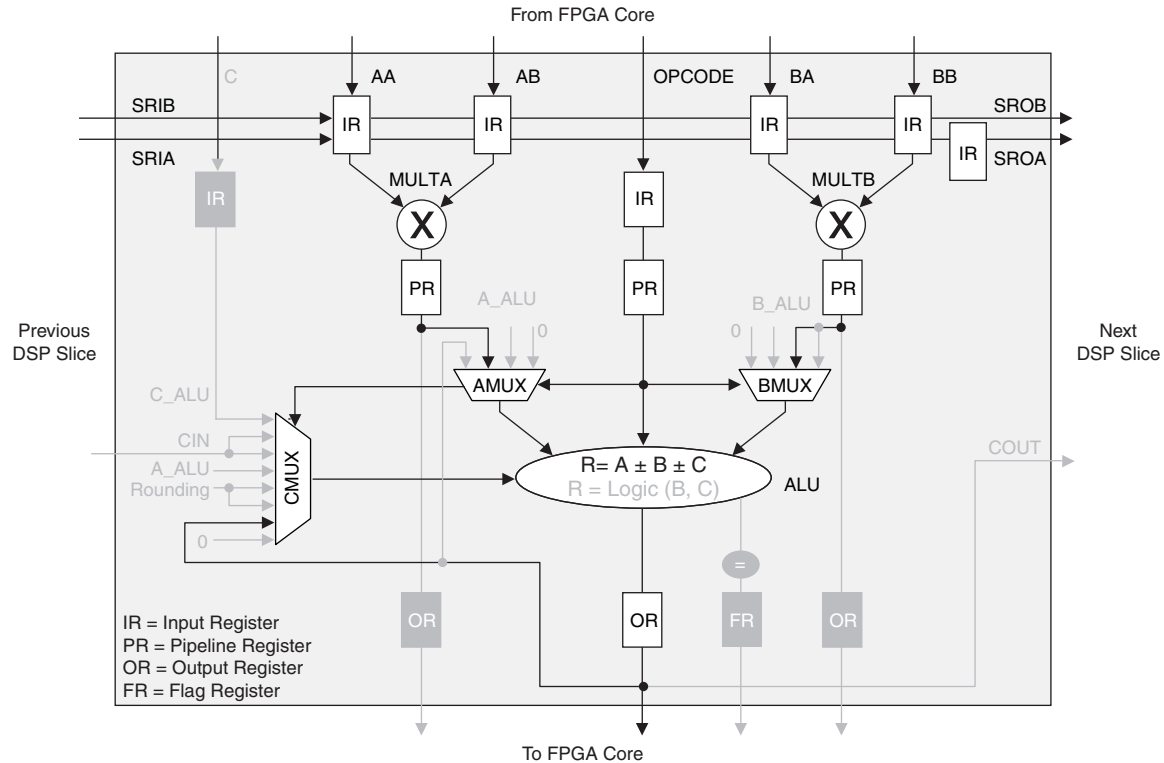 From FPGA Core
C
AA
AB
OPCODE
BA
BB
SRIB
SROB
IR
IR
IR
IR
IR
SRIA
SROA
IR
IR
MULTA
MULTB
X
X
PR
PR
PR
A_ALU
B_ALU
0
0
Previous
DSP Slice
Next
DSP Slice
AMUX
BMUX
C_ALU
CIN
A_ALU
Rounding
0
CMUX
R= A ± B ± C
R = Logic (B, C)
ALU
COUT
=
OR
OR
FR
OR
IR = Input Register
PR = Pipeline Register
OR = Output Register
FR = Flag Register
To FPGA Core